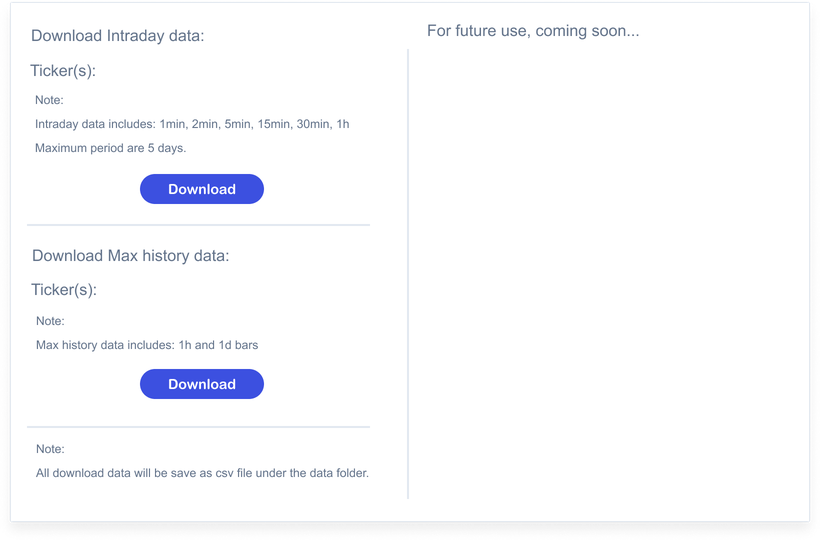 Download Intraday data:
Ticker(s):
Note:
Intraday data includes: 1min, 2min, 5min, 15min, 30min, 1h
Maximum period are 5 days.
Download
Download Max history data:
Ticker(s):
Note:
Max history data includes: 1h and 1d bars
Download
Note:
All download data will be save as csv file under the data folder.
For future use, coming soon...